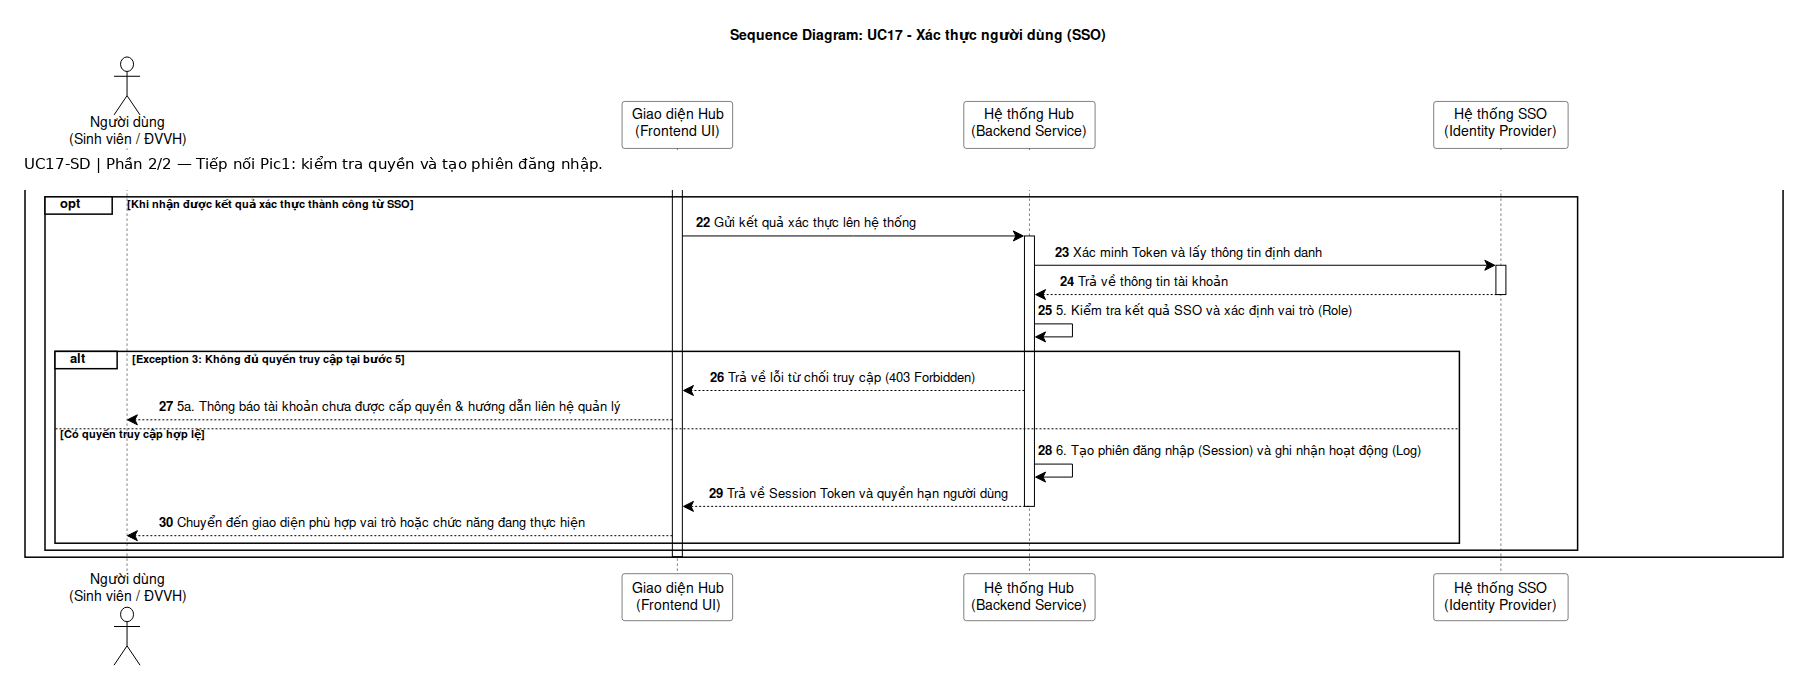 Sequence Diagram: UC17 - Xác thực người dùng (SSO)
Người dùng
(Sinh viên / ĐVVH)
Giao diện Hub
(Frontend UI)
Hệ thống Hub
(Backend Service)
Hệ thống SSO
(Identity Provider)
UC17-SD | Phần 2/2 — Tiếp nối Pic1: kiểm tra quyền và tạo phiên đăng nhập.
opt [Khi nhận được kết quả xác thực thành công từ SSO]
22 Gửi kết quả xác thực lên hệ thống
23 Xác minh Token và lấy thông tin định danh
24 Trả về thông tin tài khoản
25 5. Kiểm tra kết quả SSO và xác định vai trò (Role)
alt [Exception 3: Không đủ quyền truy cập tại bước 5]
26 Trả về lỗi từ chối truy cập (403 Forbidden)
27 5a. Thông báo tài khoản chưa được cấp quyền & hướng dẫn liên hệ quản lý
[Có quyền truy cập hợp lệ]
28 6. Tạo phiên đăng nhập (Session) và ghi nhận hoạt động (Log)
29 Trả về Session Token và quyền hạn người dùng
30 Chuyển đến giao diện phù hợp vai trò hoặc chức năng đang thực hiện
Người dùng
(Sinh viên / ĐVVH)
Giao diện Hub
(Frontend UI)
Hệ thống Hub
(Backend Service)
Hệ thống SSO
(Identity Provider)